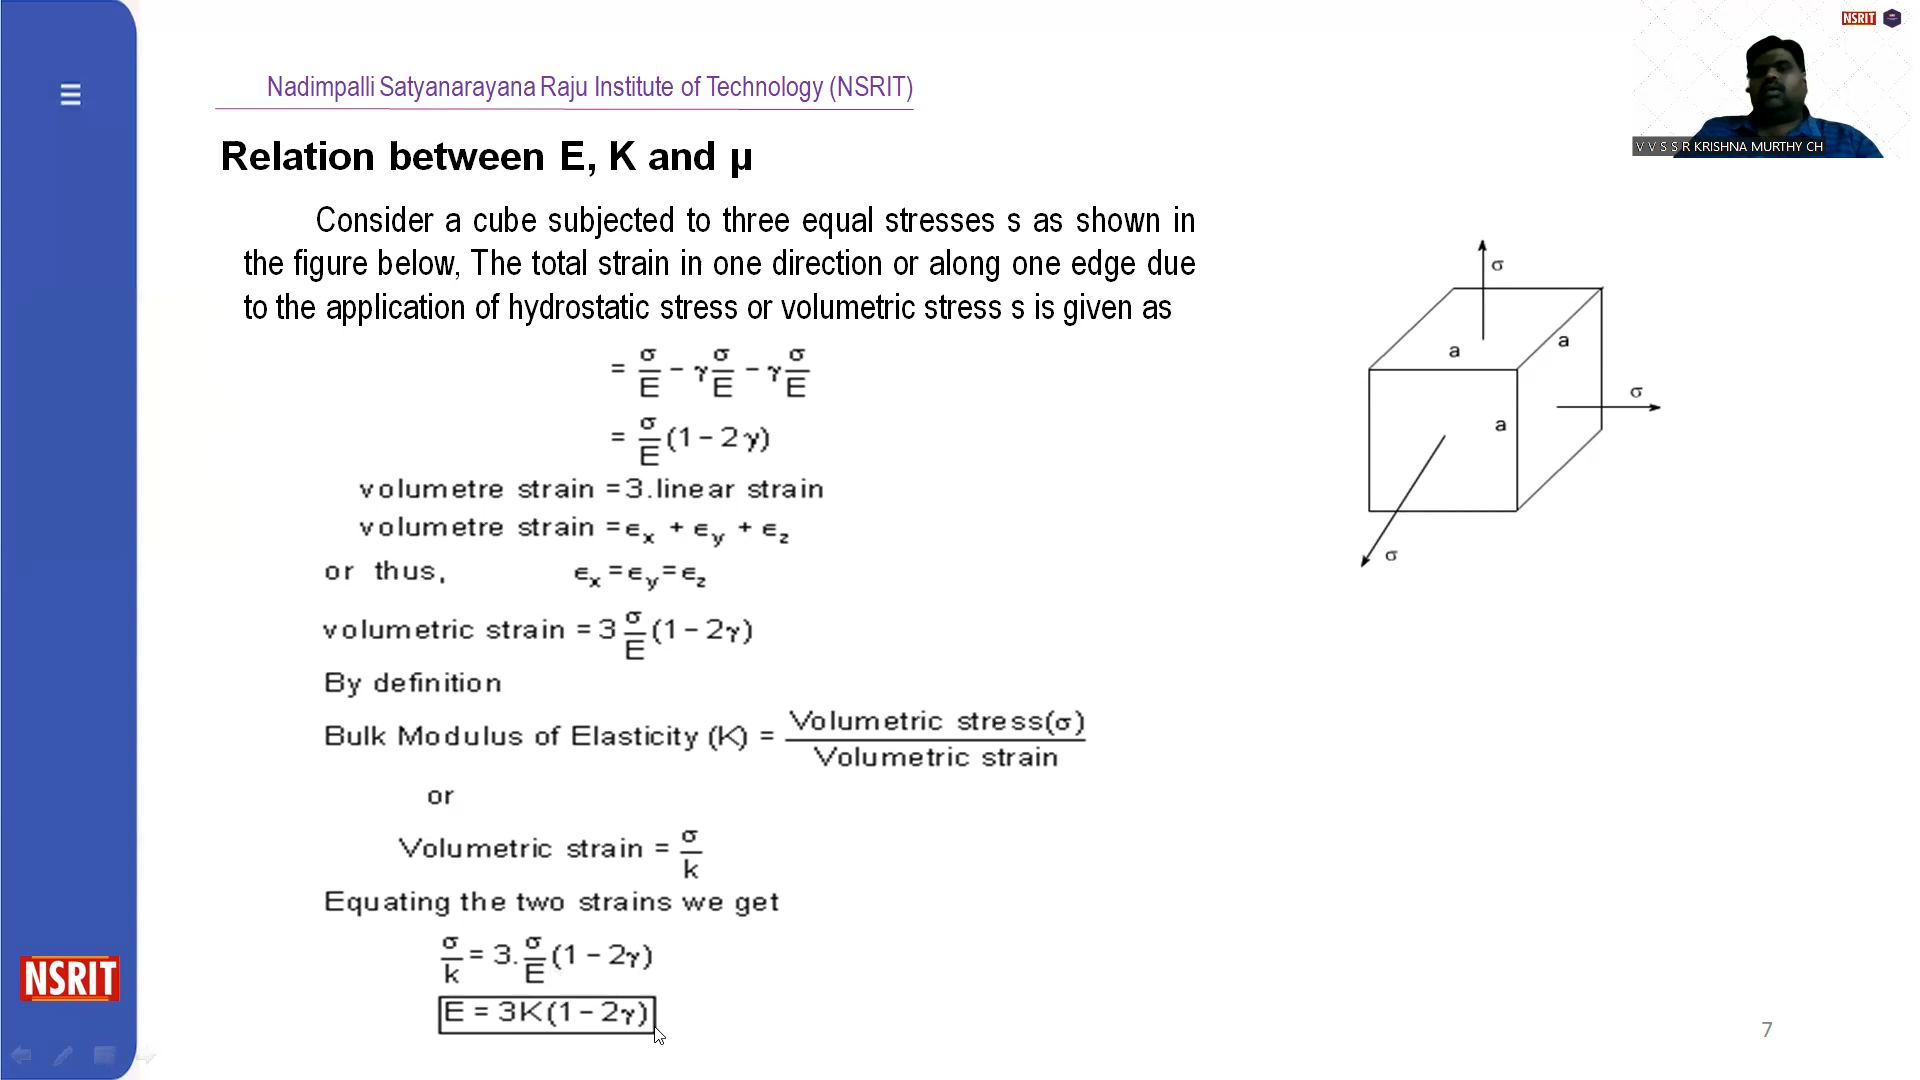 NSRIT
Nadimpalli Satyanarayana Raju Institute of Technology (NSRIT)
V V S S R KRISHNA MURTHY CH
Relation between E, K and µ
Consider a cube subjected to three equal stresses s as shown in
the figure below, The total strain in one direction or along one edge due
to the application of hydrostatic stress or volumetric stress s is given as
= σ/E − γ σ/E − γ σ/E
= σ/E (1 − 2γ)
volumetre strain = 3.linear strain
volumetre strain = ϵx + ϵy + ϵz
or thus, ϵx = ϵy = ϵz
volumetric strain = 3 σ/E (1 − 2γ)
By definition
Bulk Modulus of Elasticity (K) = Volumetric stress(σ) / Volumetric strain
or
Volumetric strain = σ/k
Equating the two strains we get
σ/k = 3. σ/E (1 − 2γ)
E = 3K(1 − 2γ)
σ
a
a
σ
a
σ
NSRIT
7